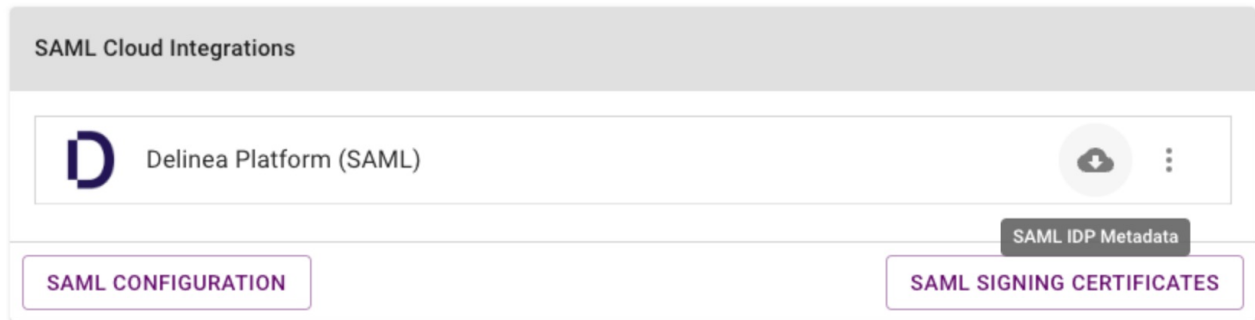 SAML Cloud Integrations
Delinea Platform (SAML)
SAML IDP Metadata
SAML CONFIGURATION
SAML SIGNING CERTIFICATES